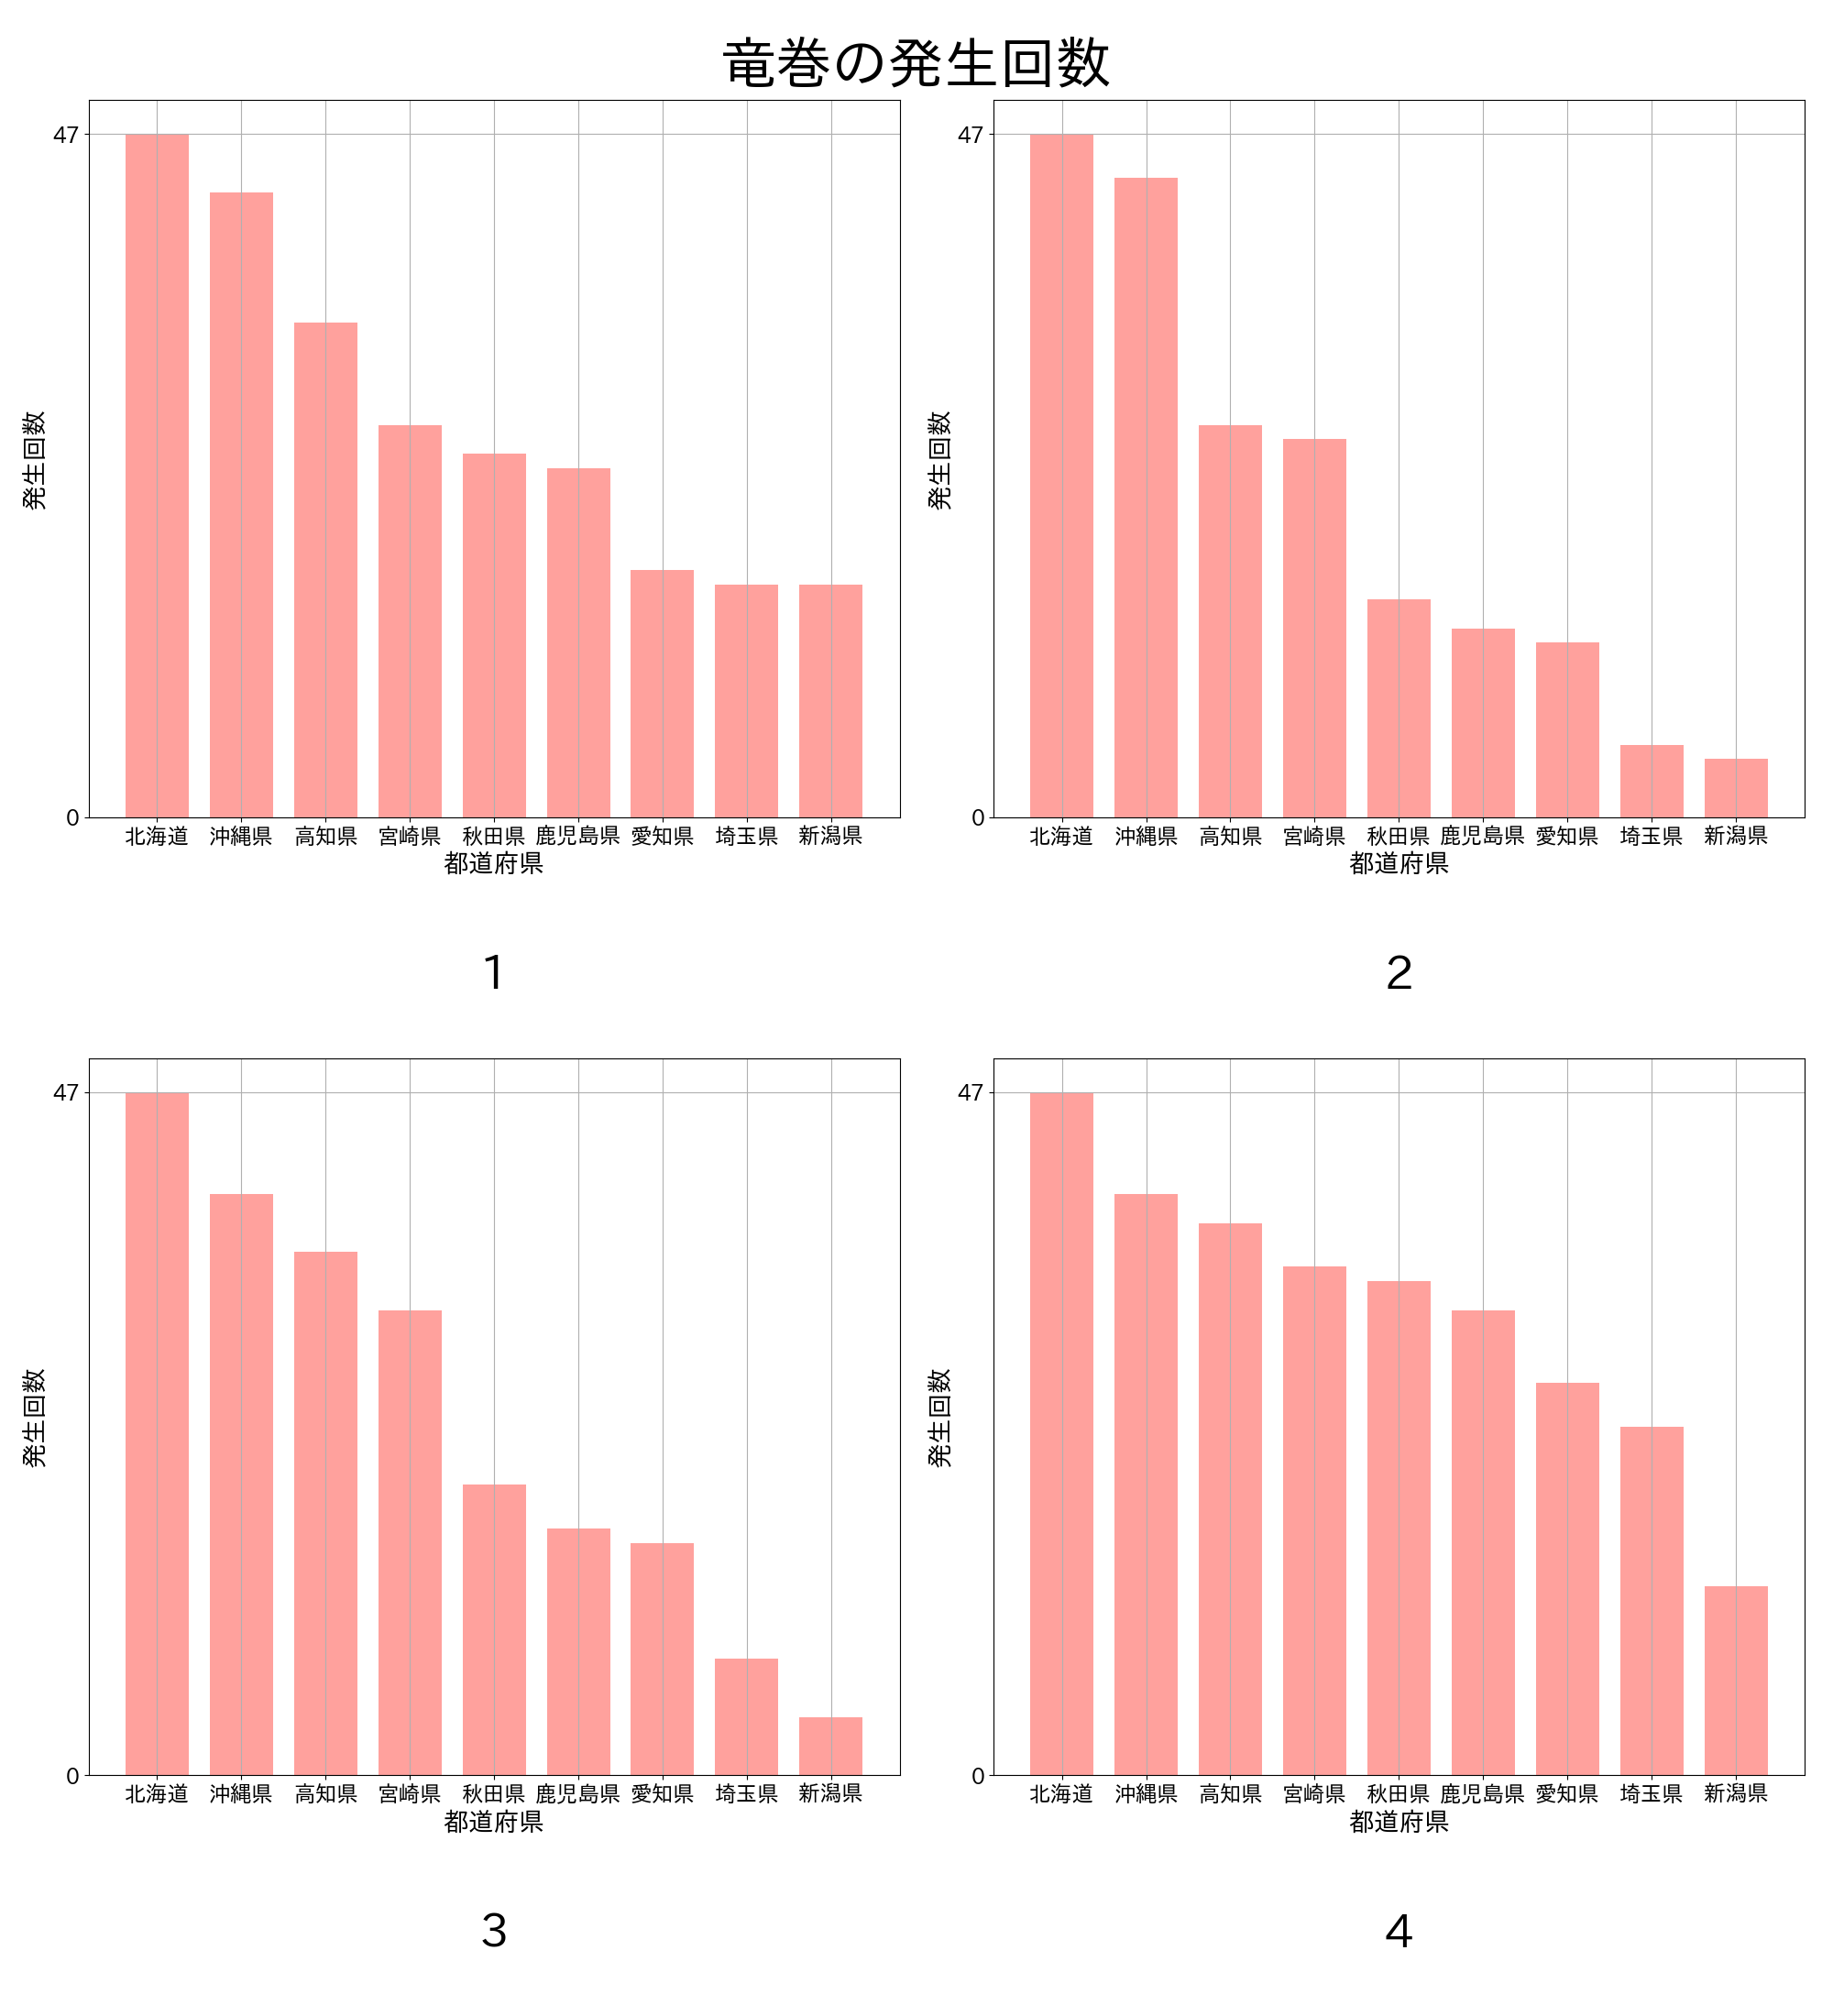 竜巻の発生回数
47
0
発生回数
北海道 沖縄県 高知県 宮崎県 秋田県 鹿児島県 愛知県 埼玉県 新潟県
都道府県
1
47
0
発生回数
北海道 沖縄県 高知県 宮崎県 秋田県 鹿児島県 愛知県 埼玉県 新潟県
都道府県
2
47
0
発生回数
北海道 沖縄県 高知県 宮崎県 秋田県 鹿児島県 愛知県 埼玉県 新潟県
都道府県
3
47
0
発生回数
北海道 沖縄県 高知県 宮崎県 秋田県 鹿児島県 愛知県 埼玉県 新潟県
都道府県
4